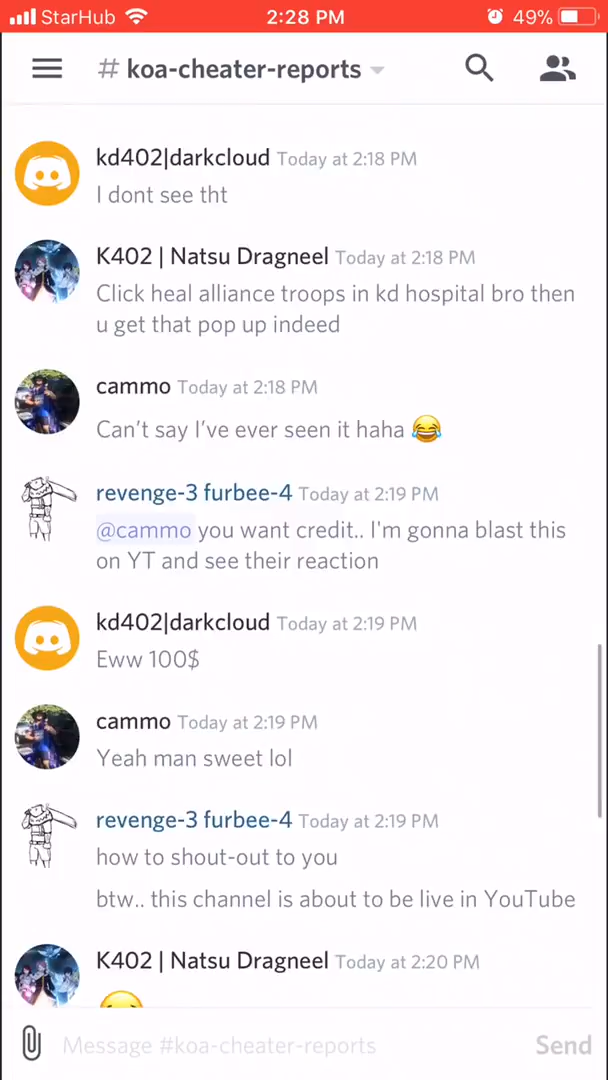 StarHub 2:28 PM 49%
# koa-cheater-reports
kd402|darkcloud Today at 2:18 PM
I dont see tht
K402 | Natsu Dragneel Today at 2:18 PM
Click heal alliance troops in kd hospital bro then
u get that pop up indeed
cammo Today at 2:18 PM
Can’t say I’ve ever seen it haha 😂
revenge-3 furbee-4 Today at 2:19 PM
@cammo you want credit.. I'm gonna blast this
on YT and see their reaction
kd402|darkcloud Today at 2:19 PM
Eww 100$
cammo Today at 2:19 PM
Yeah man sweet lol
revenge-3 furbee-4 Today at 2:19 PM
how to shout-out to you
btw.. this channel is about to be live in YouTube
K402 | Natsu Dragneel Today at 2:20 PM
Message #koa-cheater-reports Send